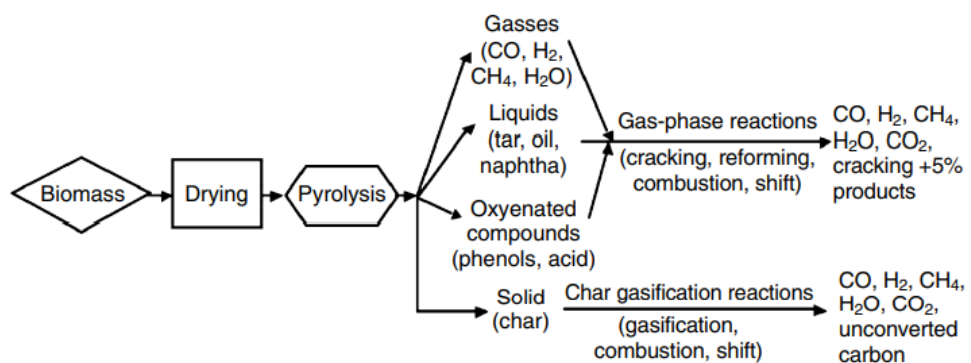 Biomass
Drying
Pyrolysis
Gasses
(CO, H₂,
CH₄, H₂O)
Liquids
(tar, oil,
naphtha)
Oxyenated
compounds
(phenols, acid)
Solid
(char)
Gas-phase reactions
(cracking, reforming,
combustion, shift)
CO, H₂, CH₄,
H₂O, CO₂,
cracking +5%
products
Char gasification reactions
(gasification,
combustion, shift)
CO, H₂, CH₄,
H₂O, CO₂,
unconverted
carbon